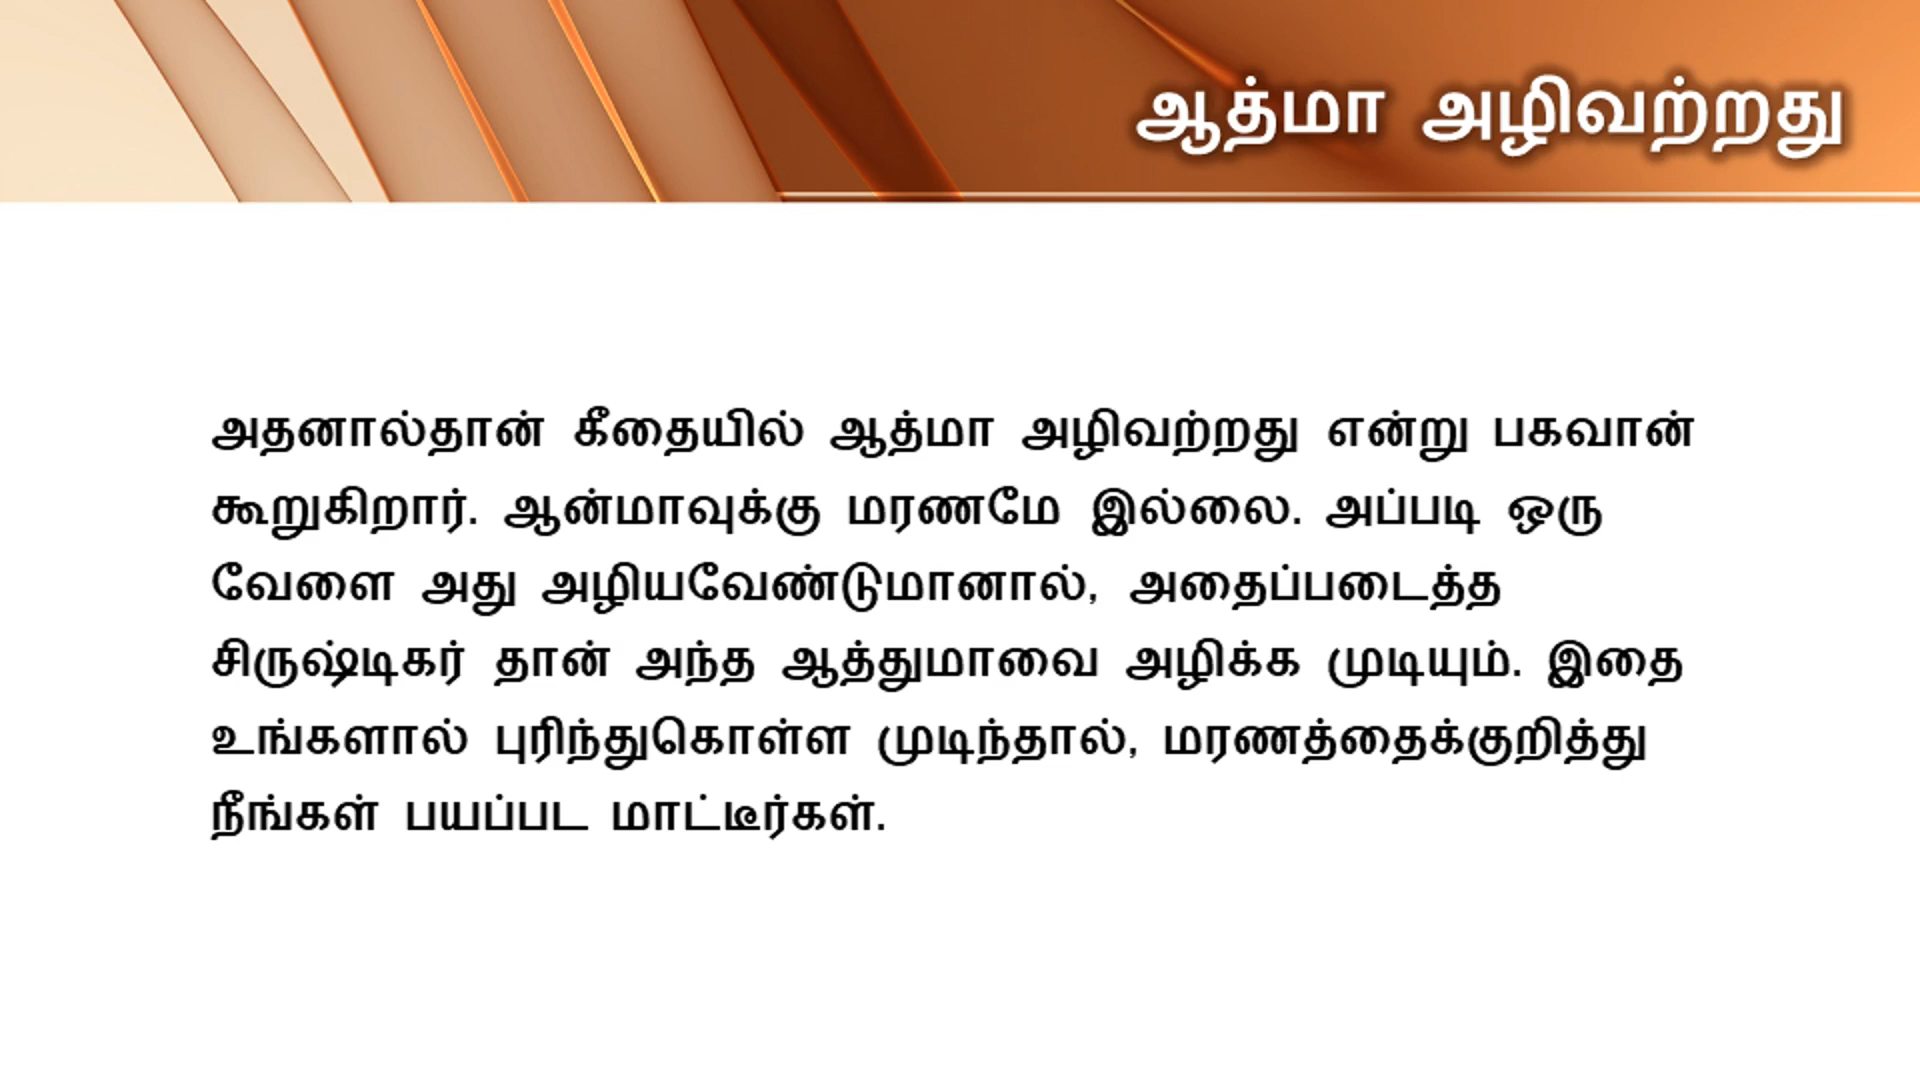 ஆத்மா அழிவற்றது
அதனால்தான் கீதையில் ஆத்மா அழிவற்றது என்று பகவான்
கூறுகிறார். ஆன்மாவுக்கு மரணமே இல்லை. அப்படி ஒரு
வேளை அது அழியவேண்டுமானால், அதைப்படைத்த
சிருஷ்டிகர் தான் அந்த ஆத்துமாவை அழிக்க முடியும். இதை
உங்களால் புரிந்துகொள்ள முடிந்தால், மரணத்தைக்குறித்து
நீங்கள் பயப்பட மாட்டீர்கள்.